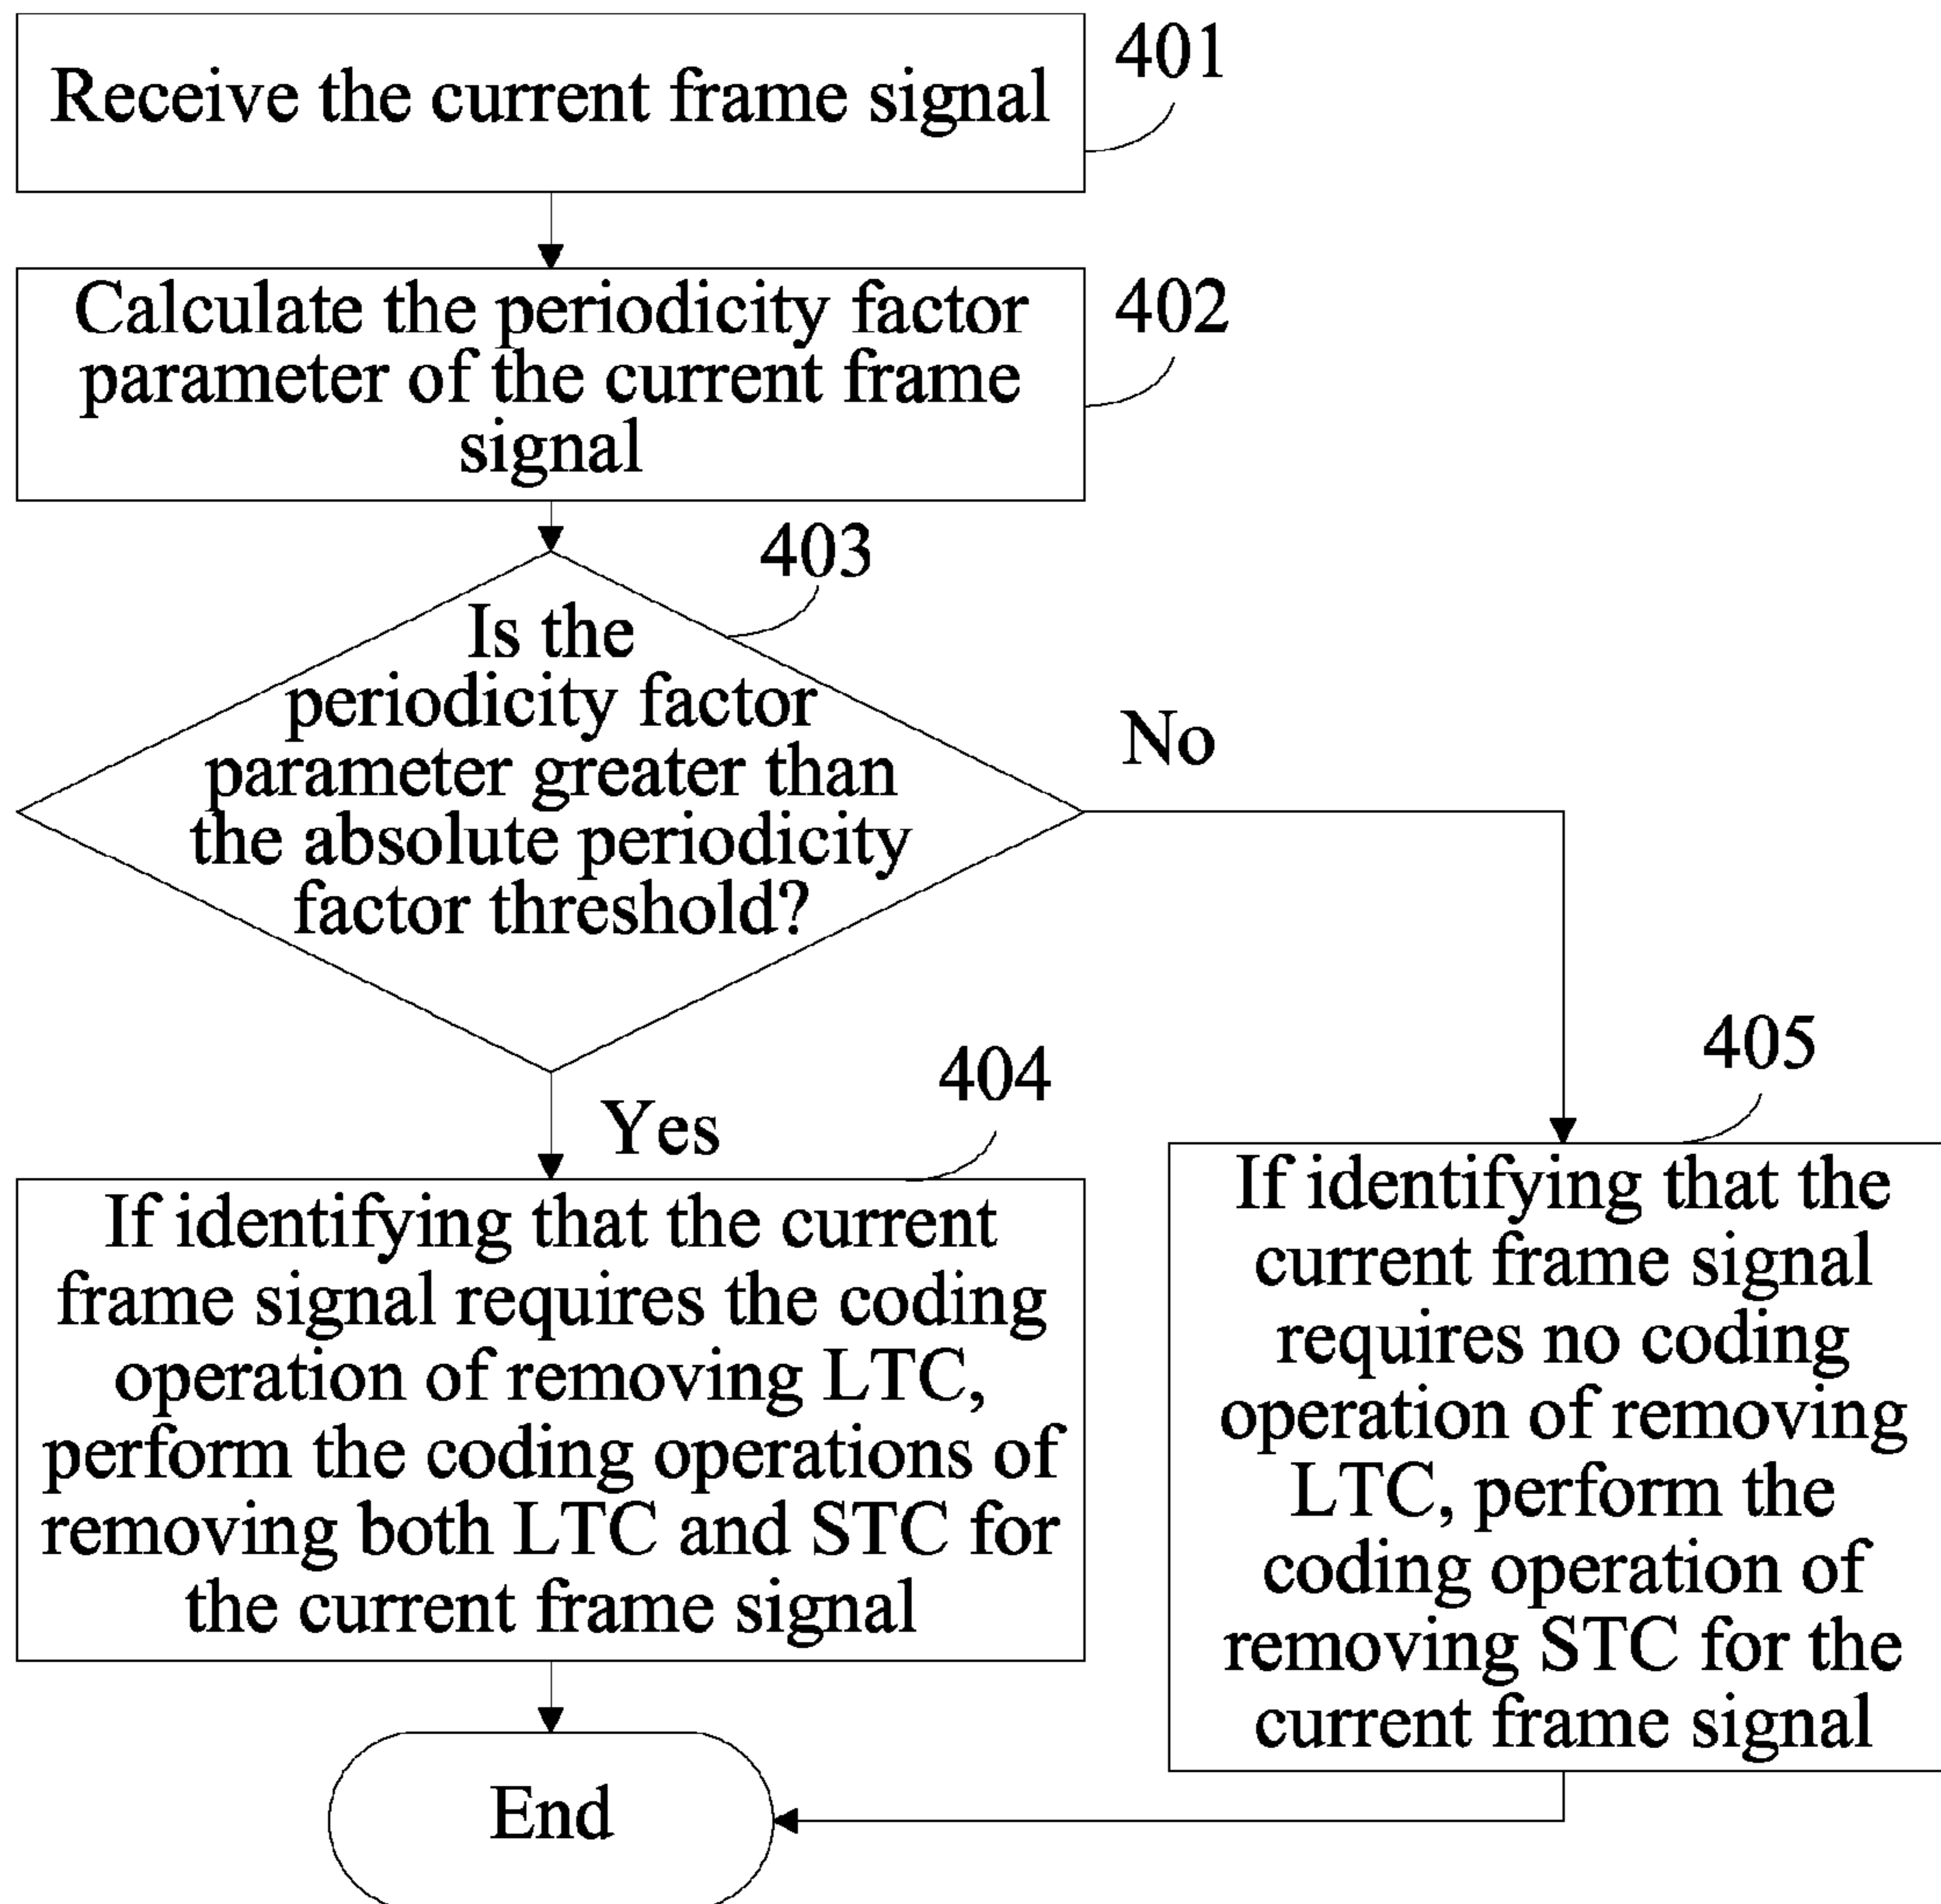 Receive the current frame signal
401
Calculate the periodicity factor
parameter of the current frame
signal
402
403
Is the
periodicity factor
parameter greater than
the absolute periodicity
factor threshold?
No
Yes
404
If identifying that the current
frame signal requires the coding
operation of removing LTC,
perform the coding operations of
removing both LTC and STC for
the current frame signal
405
If identifying that the
current frame signal
requires no coding
operation of removing
LTC, perform the
coding operation of
removing STC for the
current frame signal
End